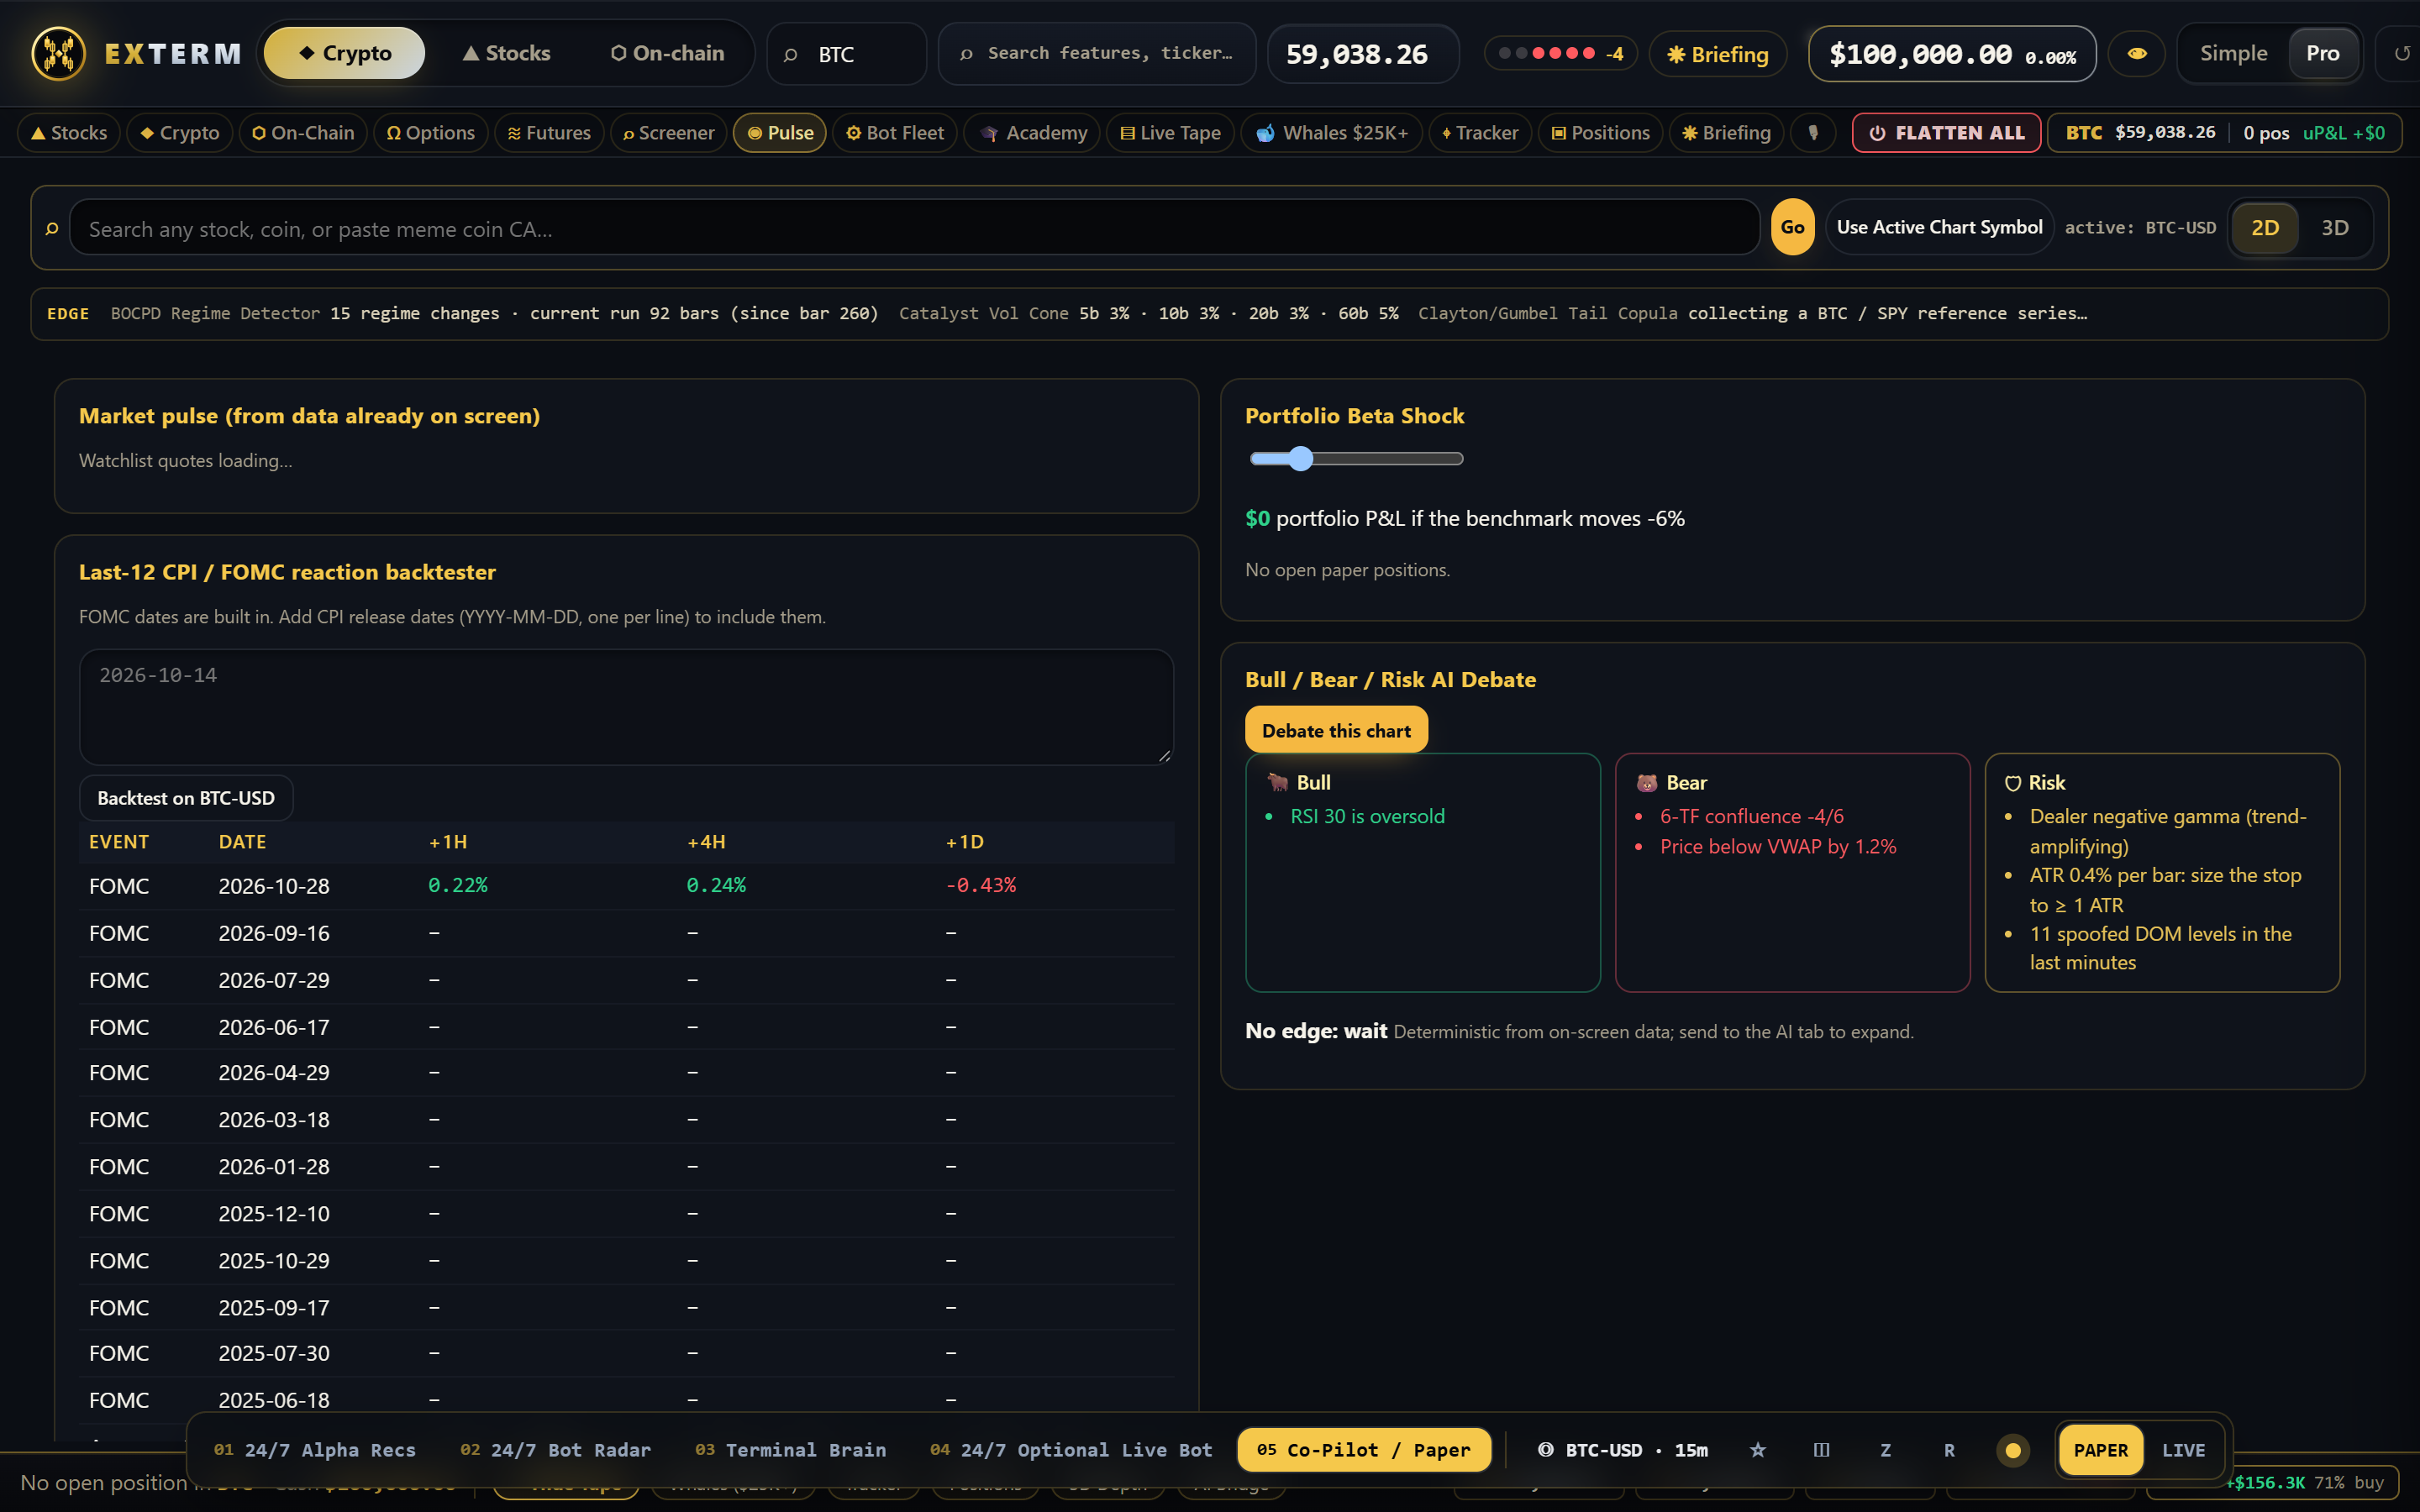 EXTERM
Crypto Stocks On-chain
BTC
Search features, ticker…
59,038.26
-4
Briefing
$100,000.00 0.00%
Simple Pro
Stocks Crypto On-Chain Options Futures Screener Pulse Bot Fleet Academy Live Tape Whales $25K+ Tracker Positions Briefing
FLATTEN ALL
BTC $59,038.26 0 pos uP&L +$0
Search any stock, coin, or paste meme coin CA…
Go
Use Active Chart Symbol
active: BTC-USD
2D 3D
EDGE BOCPD Regime Detector 15 regime changes · current run 92 bars (since bar 260) Catalyst Vol Cone 5b 3% · 10b 3% · 20b 3% · 60b 5% Clayton/Gumbel Tail Copula collecting a BTC / SPY reference series…
Market pulse (from data already on screen)
Watchlist quotes loading…
Last-12 CPI / FOMC reaction backtester
FOMC dates are built in. Add CPI release dates (YYYY-MM-DD, one per line) to include them.
2026-10-14
Backtest on BTC-USD
EVENT DATE +1H +4H +1D
FOMC 2026-10-28 0.22% 0.24% -0.43%
FOMC 2026-09-16 – – –
FOMC 2026-07-29 – – –
FOMC 2026-06-17 – – –
FOMC 2026-04-29 – – –
FOMC 2026-03-18 – – –
FOMC 2026-01-28 – – –
FOMC 2025-12-10 – – –
FOMC 2025-10-29 – – –
FOMC 2025-09-17 – – –
FOMC 2025-07-30 – – –
FOMC 2025-06-18 – – –
Portfolio Beta Shock
$0 portfolio P&L if the benchmark moves -6%
No open paper positions.
Bull / Bear / Risk AI Debate
Debate this chart
Bull
• RSI 30 is oversold
Bear
• 6-TF confluence -4/6
• Price below VWAP by 1.2%
Risk
• Dealer negative gamma (trend-
amplifying)
• ATR 0.4% per bar: size the stop
to ≥ 1 ATR
• 11 spoofed DOM levels in the
last minutes
No edge: wait Deterministic from on-screen data; send to the AI tab to expand.
01 24/7 Alpha Recs 02 24/7 Bot Radar 03 Terminal Brain 04 24/7 Optional Live Bot 05 Co-Pilot / Paper
BTC-USD · 15m
Z R
PAPER LIVE
No open position
+$156.3K 71% buy